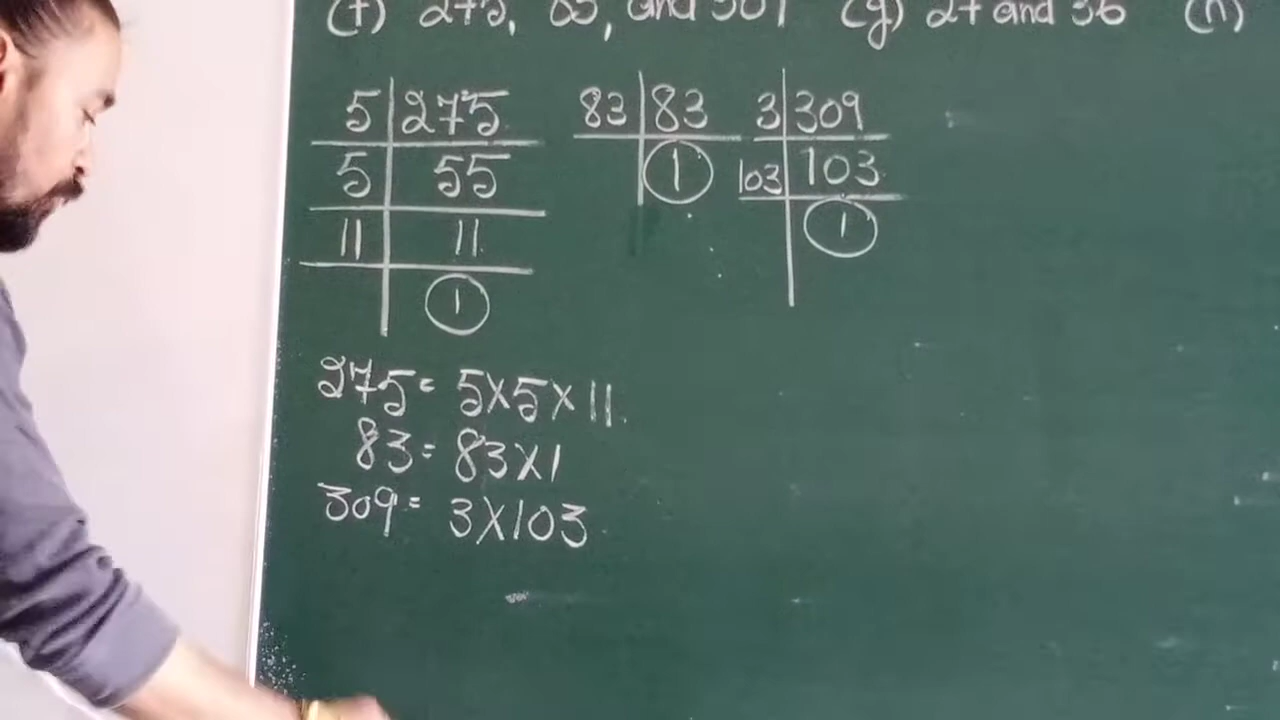 (f) 275, 83, and 309 (g) 27 and 36 (h)
5 275
5 55
11 11
1
83 83
1
3 309
103 103
1
275 = 5×5×11
83 = 83×1
309 = 3×103